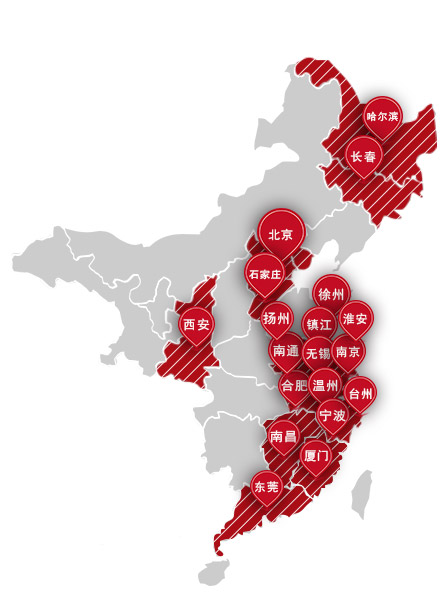 哈尔滨
长春
北京
石家庄
徐州
扬州
镇江
淮安
西安
南通
无锡
南京
合肥
温州
台州
宁波
南昌
厦门
东莞